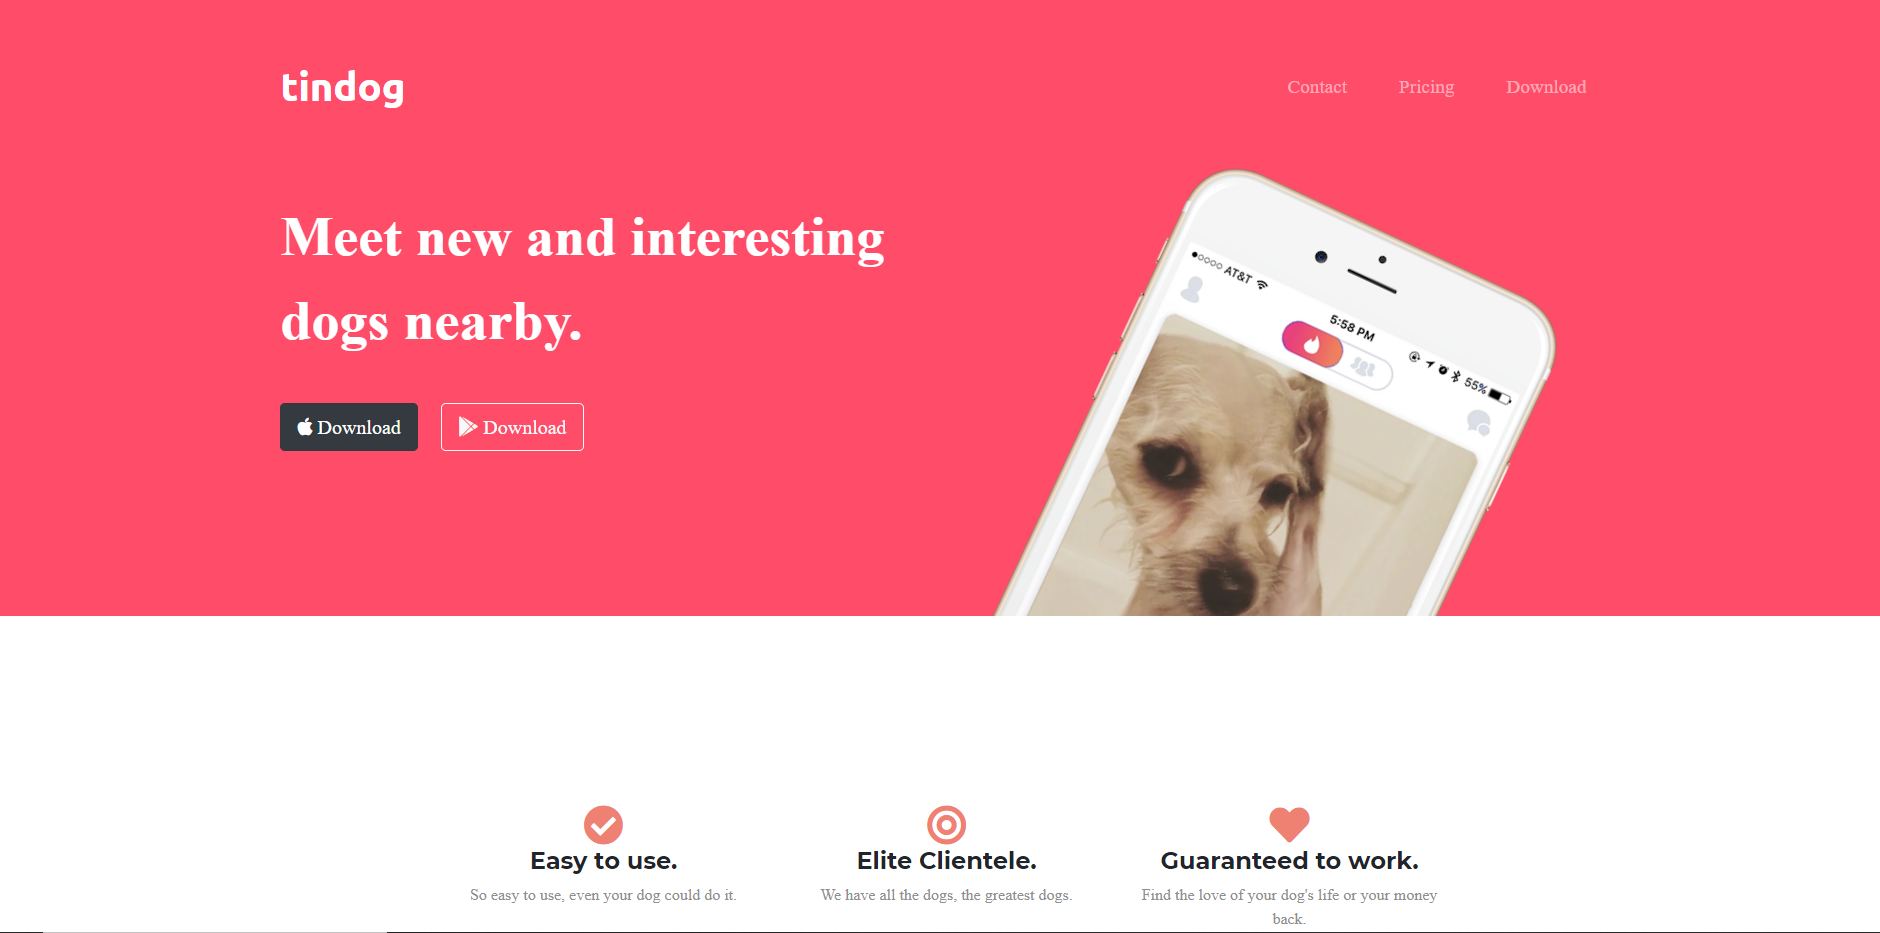 tindog
Contact Pricing Download
Meet new and interesting
dogs nearby.
Download Download
AT&T
5:58 PM
55%
Easy to use.
So easy to use, even your dog could do it.
Elite Clientele.
We have all the dogs, the greatest dogs.
Guaranteed to work.
Find the love of your dog's life or your money
back.